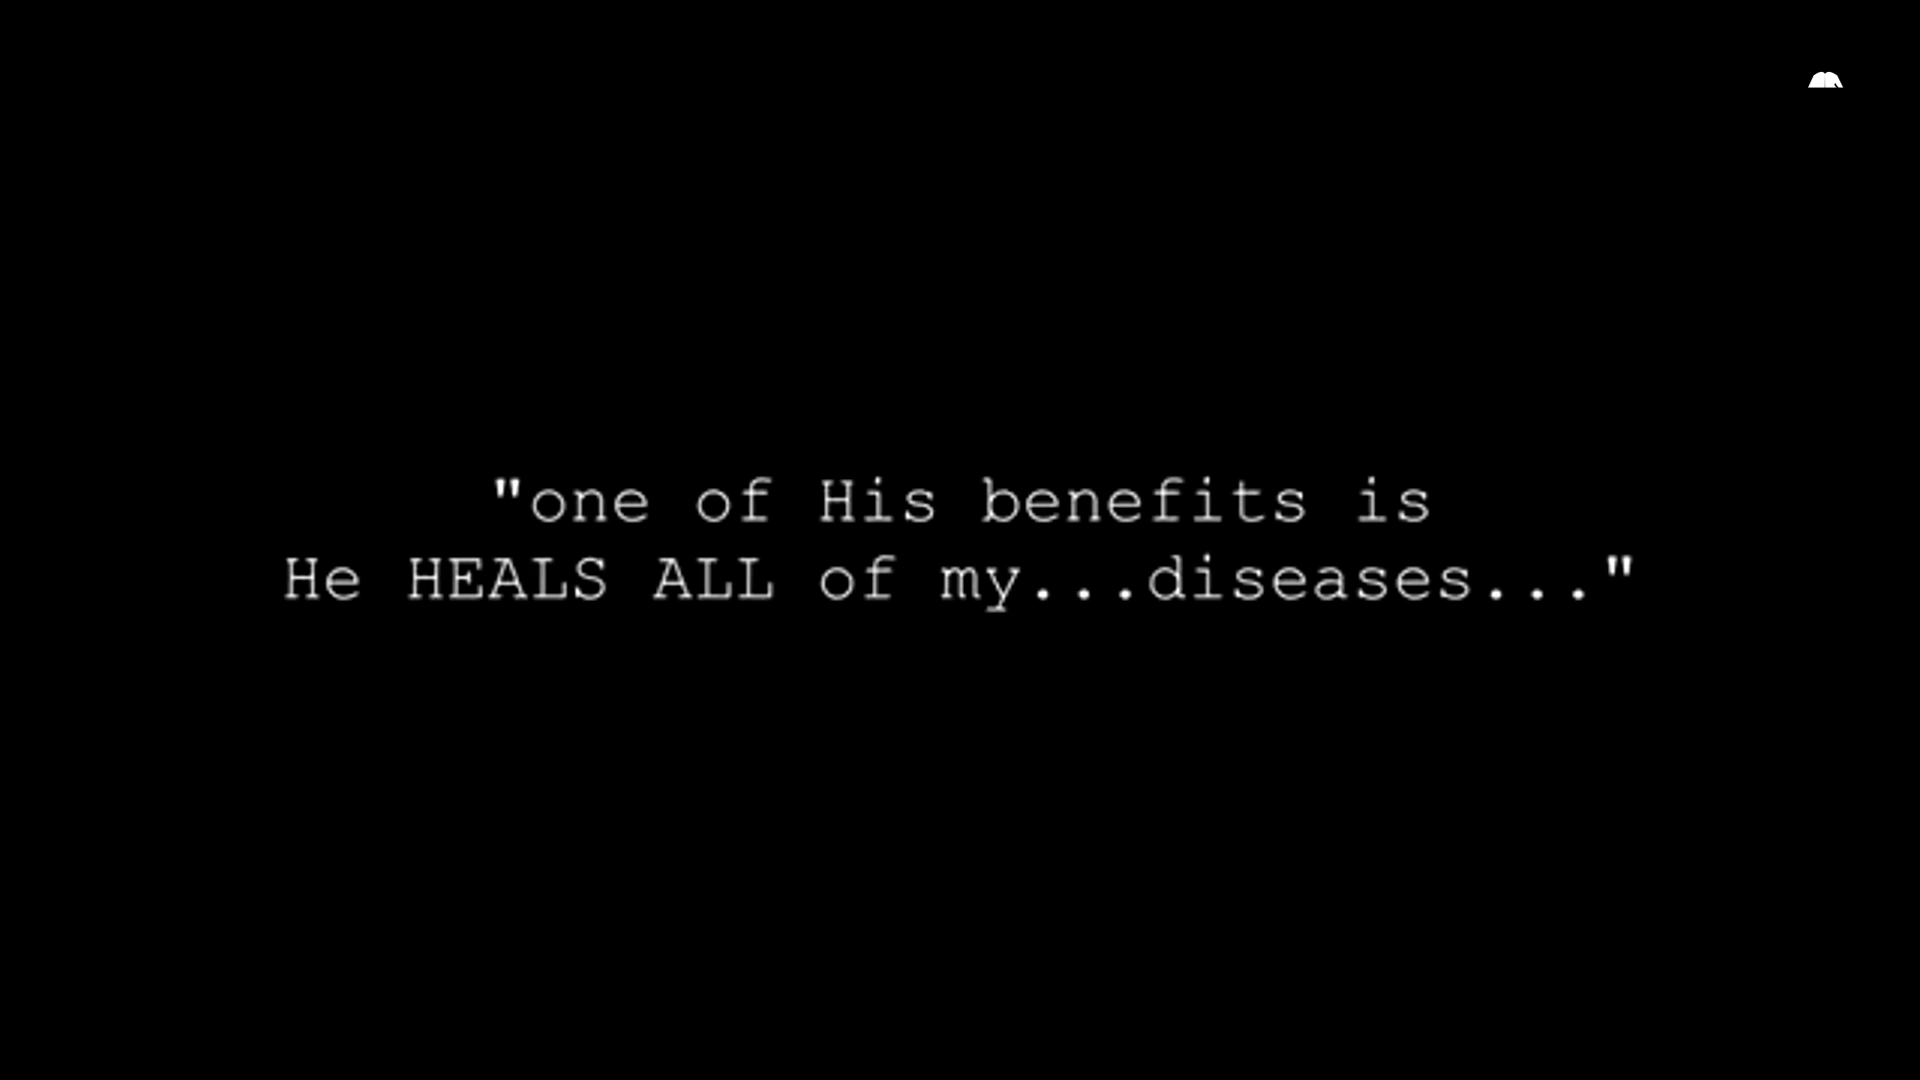 "one of His benefits is
He HEALS ALL of my...diseases..."